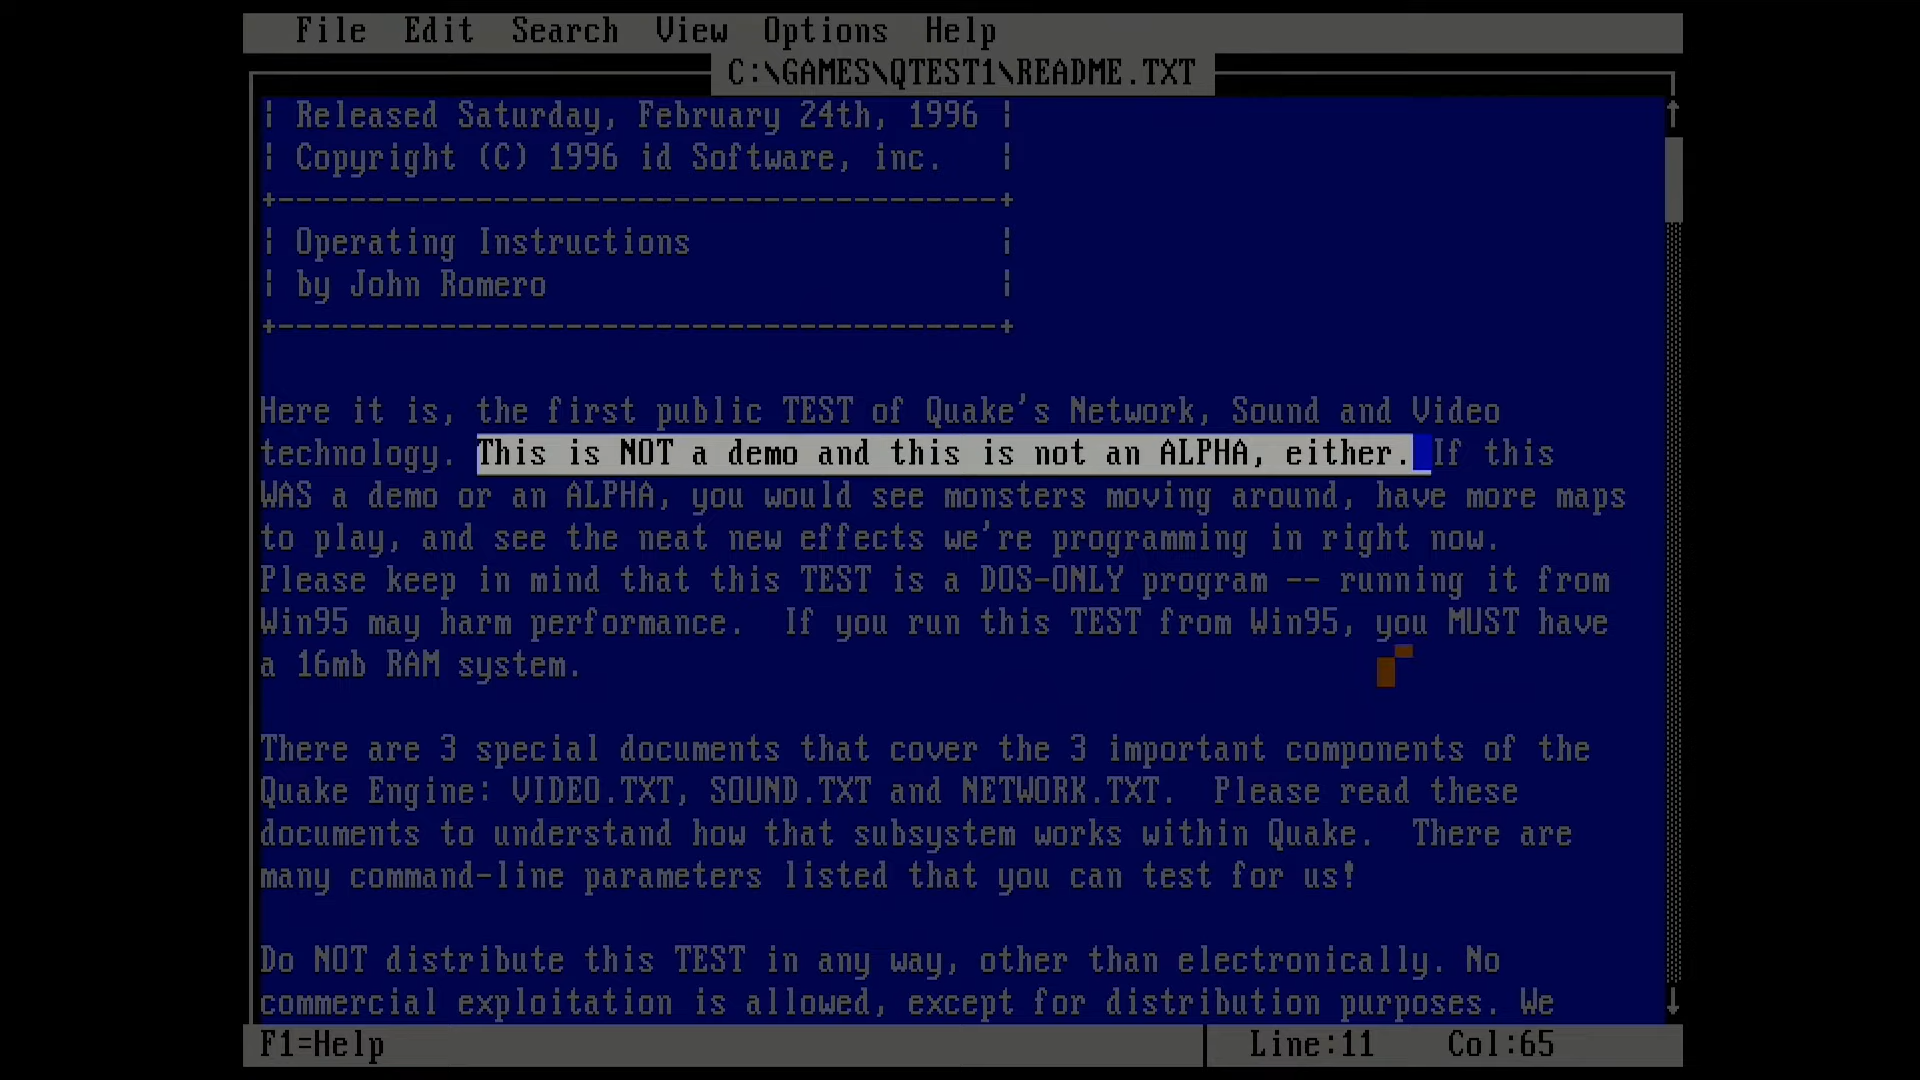 File Edit Search View Options Help
C:\GAMES\QTEST1\README.TXT
| Released Saturday, February 24th, 1996 |
| Copyright (C) 1996 id Software, inc. |
+----------------------------------------+
| Operating Instructions |
| by John Romero |
+----------------------------------------+
Here it is, the first public TEST of Quake's Network, Sound and Video
technology. This is NOT a demo and this is not an ALPHA, either. If this
WAS a demo or an ALPHA, you would see monsters moving around, have more maps
to play, and see the neat new effects we're programming in right now.
Please keep in mind that this TEST is a DOS-ONLY program -- running it from
Win95 may harm performance.  If you run this TEST from Win95, you MUST have
a 16mb RAM system.
There are 3 special documents that cover the 3 important components of the
Quake Engine: VIDEO.TXT, SOUND.TXT and NETWORK.TXT.  Please read these
documents to understand how that subsystem works within Quake.  There are
many command-line parameters listed that you can test for us!
Do NOT distribute this TEST in any way, other than electronically. No
commercial exploitation is allowed, except for distribution purposes. We
F1=Help Line:11 Col:65